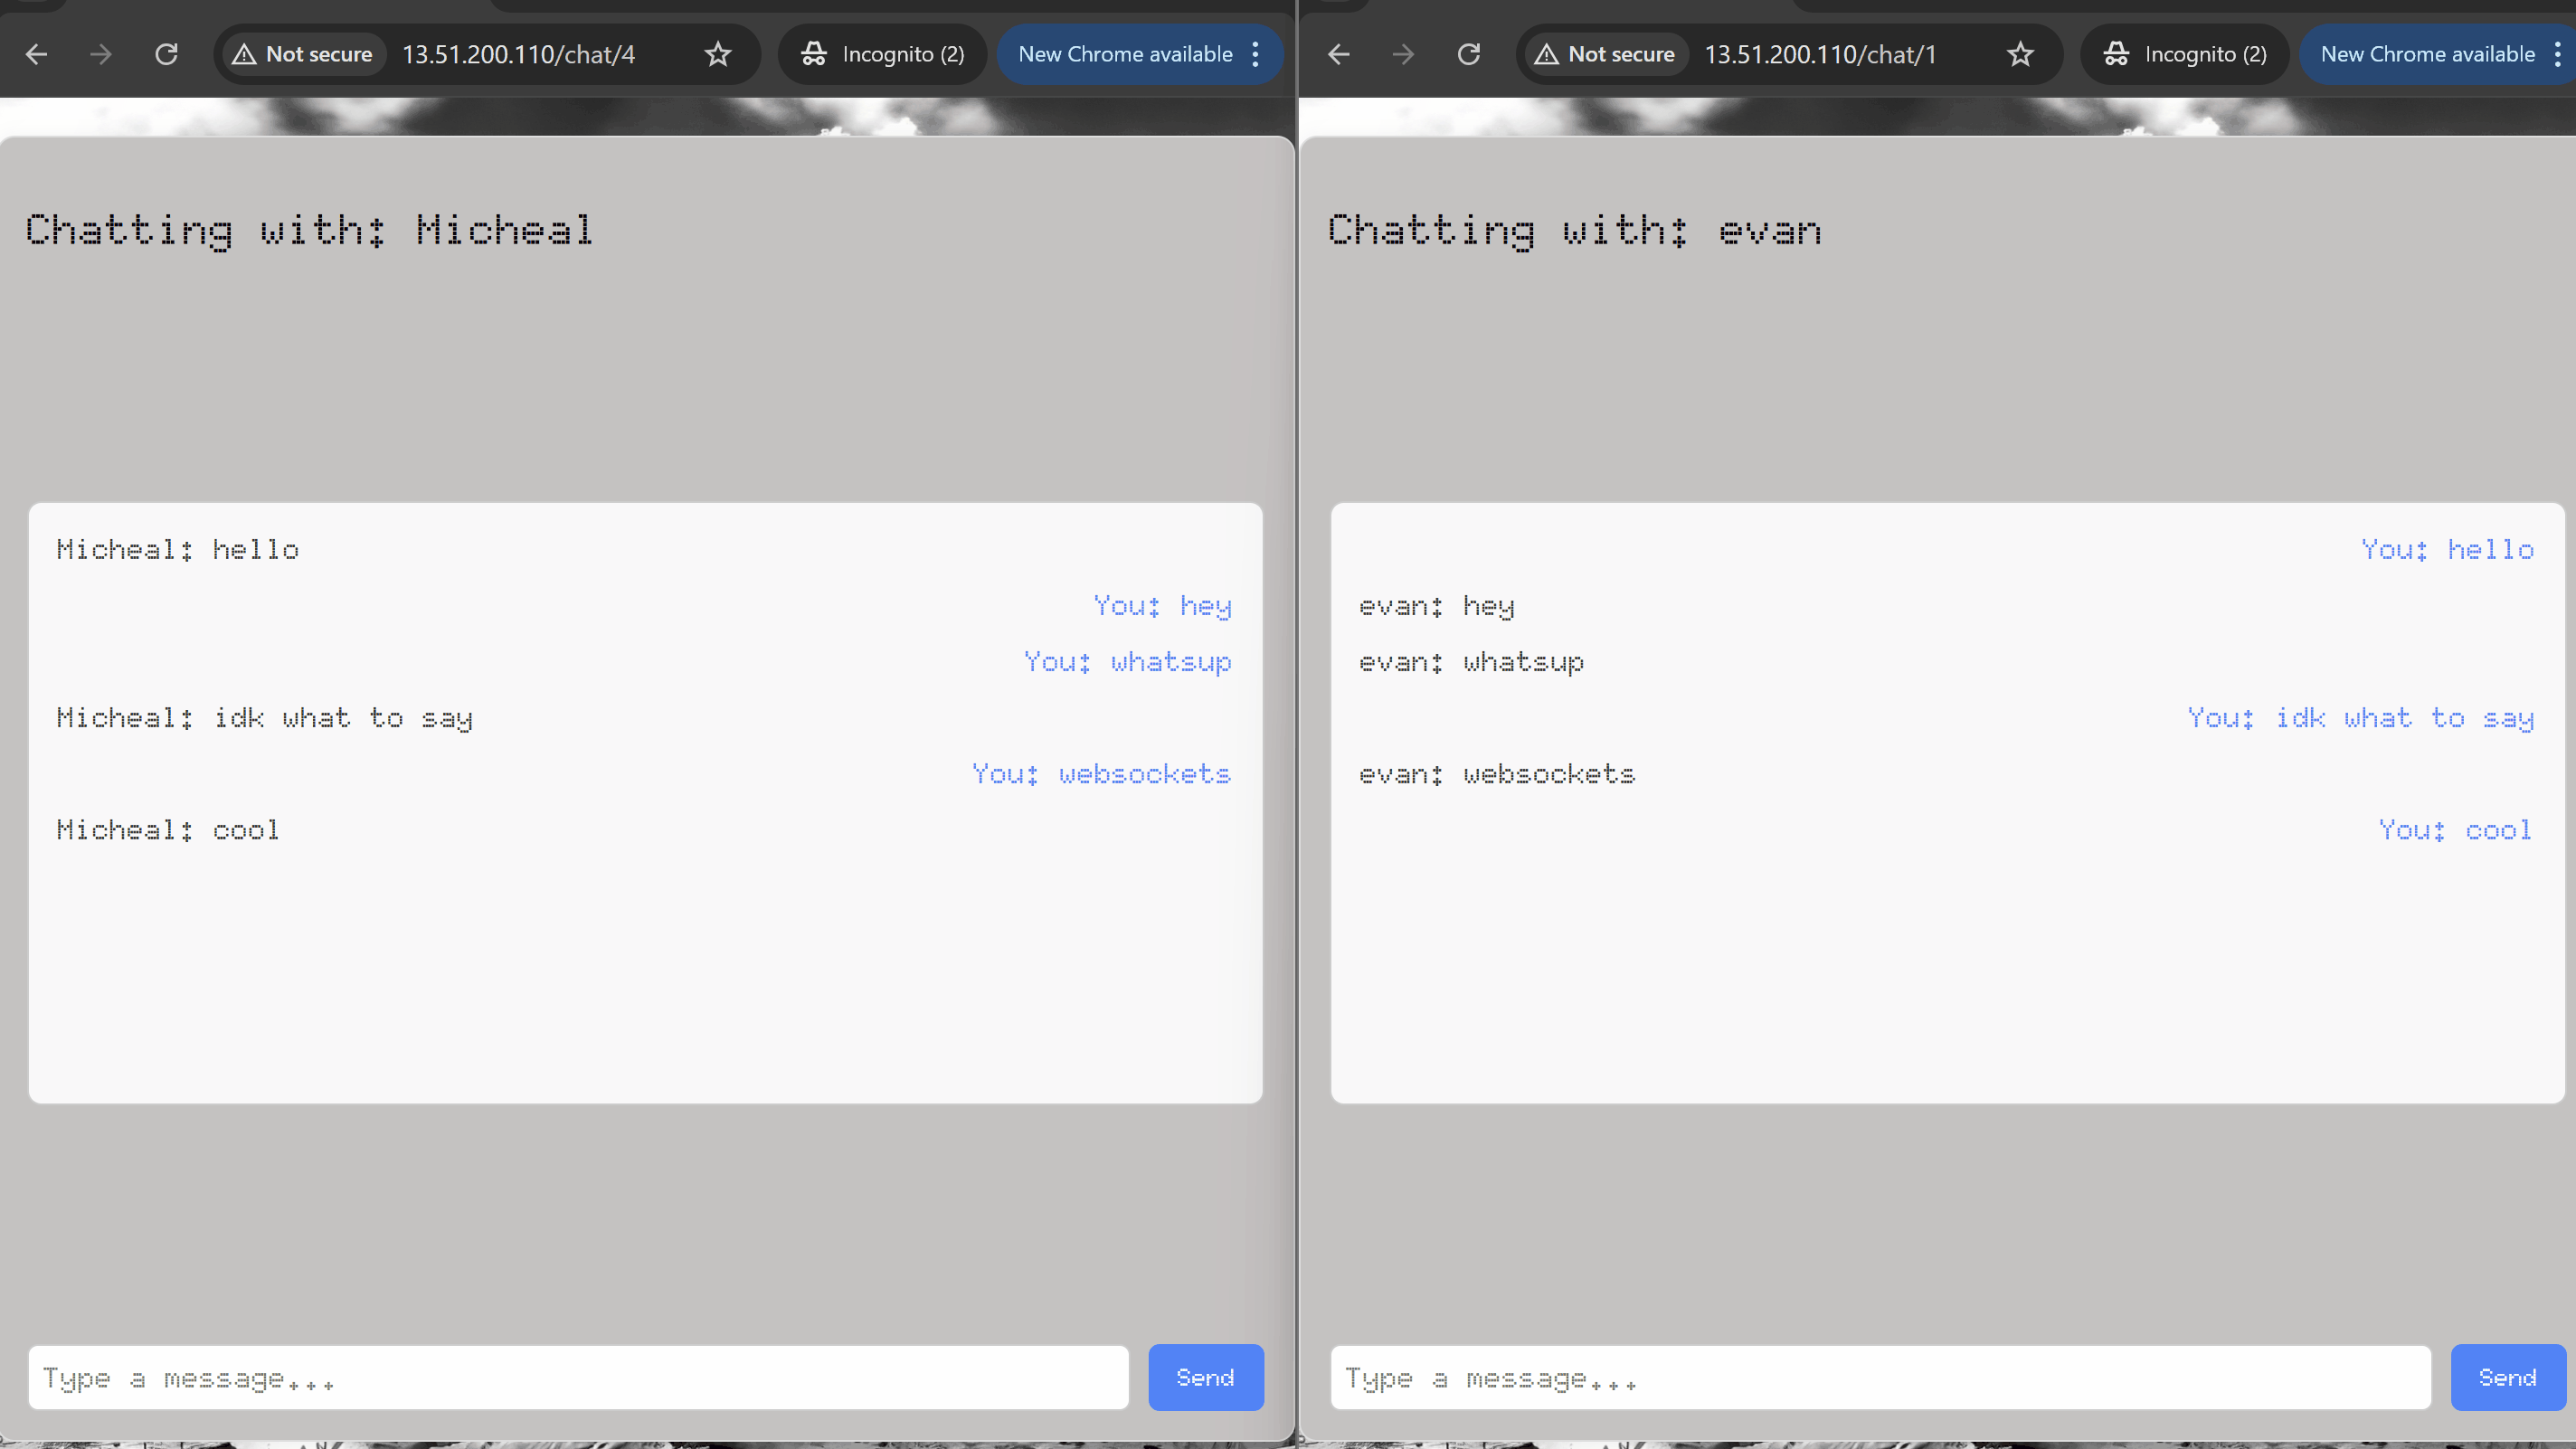 Not secure 13.51.200.110/chat/4 Incognito (2) New Chrome available
Chatting with: Micheal
Micheal: hello
You: hey
You: whatsup
Micheal: idk what to say
You: websockets
Micheal: cool
Type a message...
Send
Not secure 13.51.200.110/chat/1 Incognito (2) New Chrome available
Chatting with: evan
You: hello
evan: hey
evan: whatsup
You: idk what to say
evan: websockets
You: cool
Type a message...
Send